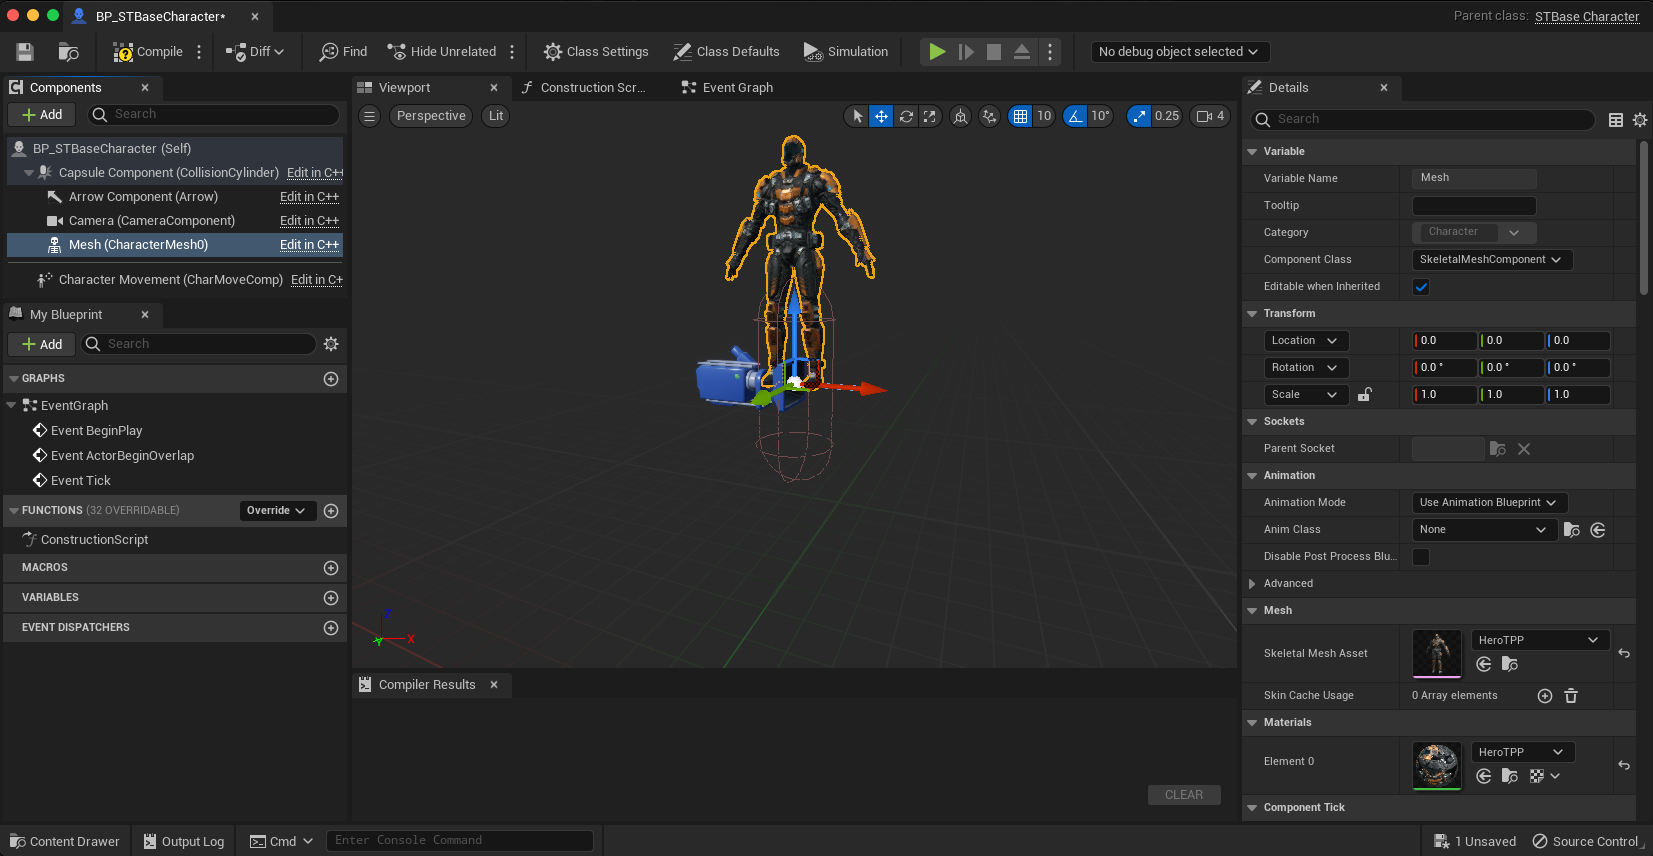 BP_STBaseCharacter*
Parent class: STBase Character
Compile
Diff
Find
Hide Unrelated
Class Settings
Class Defaults
Simulation
No debug object selected
Components
Add
Search
BP_STBaseCharacter (Self)
Capsule Component (CollisionCylinder) Edit in C++
Arrow Component (Arrow) Edit in C++
Camera (CameraComponent) Edit in C++
Mesh (CharacterMesh0) Edit in C++
Character Movement (CharMoveComp) Edit in C+
My Blueprint
Add
Search
GRAPHS
EventGraph
Event BeginPlay
Event ActorBeginOverlap
Event Tick
FUNCTIONS (32 OVERRIDABLE) Override
ConstructionScript
MACROS
VARIABLES
EVENT DISPATCHERS
Viewport
Construction Scr...
Event Graph
Perspective
Lit
10
10°
0.25
4
Z
X
Y
Compiler Results
CLEAR
Details
Search
Variable
Variable Name Mesh
Tooltip
Category Character
Component Class SkeletalMeshComponent
Editable when Inherited
Transform
Location 0.0 0.0 0.0
Rotation 0.0 ° 0.0 ° 0.0 °
Scale 1.0 1.0 1.0
Sockets
Parent Socket
Animation
Animation Mode Use Animation Blueprint
Anim Class None
Disable Post Process Blu...
Advanced
Mesh
Skeletal Mesh Asset HeroTPP
Skin Cache Usage 0 Array elements
Materials
Element 0 HeroTPP
Component Tick
Content Drawer
Output Log
Cmd
Enter Console Command
1 Unsaved
Source Control